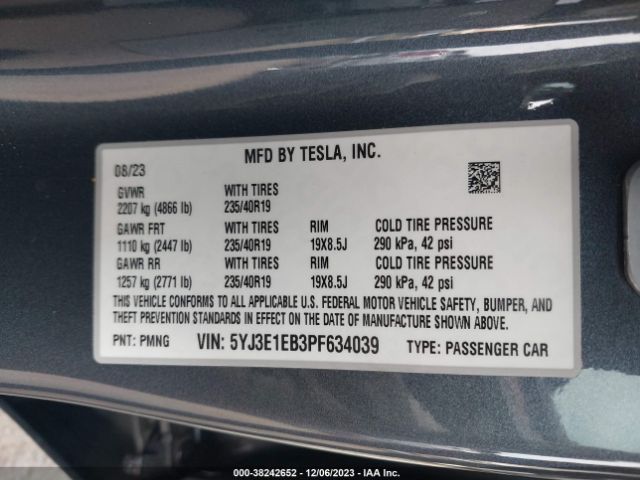 MFD BY TESLA, INC.
08/23
GVWR WITH TIRES
2207 kg (4866 lb) 235/40R19
GAWR FRT WITH TIRES RIM COLD TIRE PRESSURE
1110 kg (2447 lb) 235/40R19 19X8.5J 290 kPa, 42 psi
GAWR RR WITH TIRES RIM COLD TIRE PRESSURE
1257 kg (2771 lb) 235/40R19 19X8.5J 290 kPa, 42 psi
THIS VEHICLE CONFORMS TO ALL APPLICABLE U.S. FEDERAL MOTOR VEHICLE SAFETY, BUMPER, AND
THEFT PREVENTION STANDARDS IN EFFECT ON THE DATE OF MANUFACTURE SHOWN ABOVE.
PNT: PMNG VIN: 5YJ3E1EB3PF634039 TYPE: PASSENGER CAR
000-38242652 - 12/06/2023 - IAA Inc.